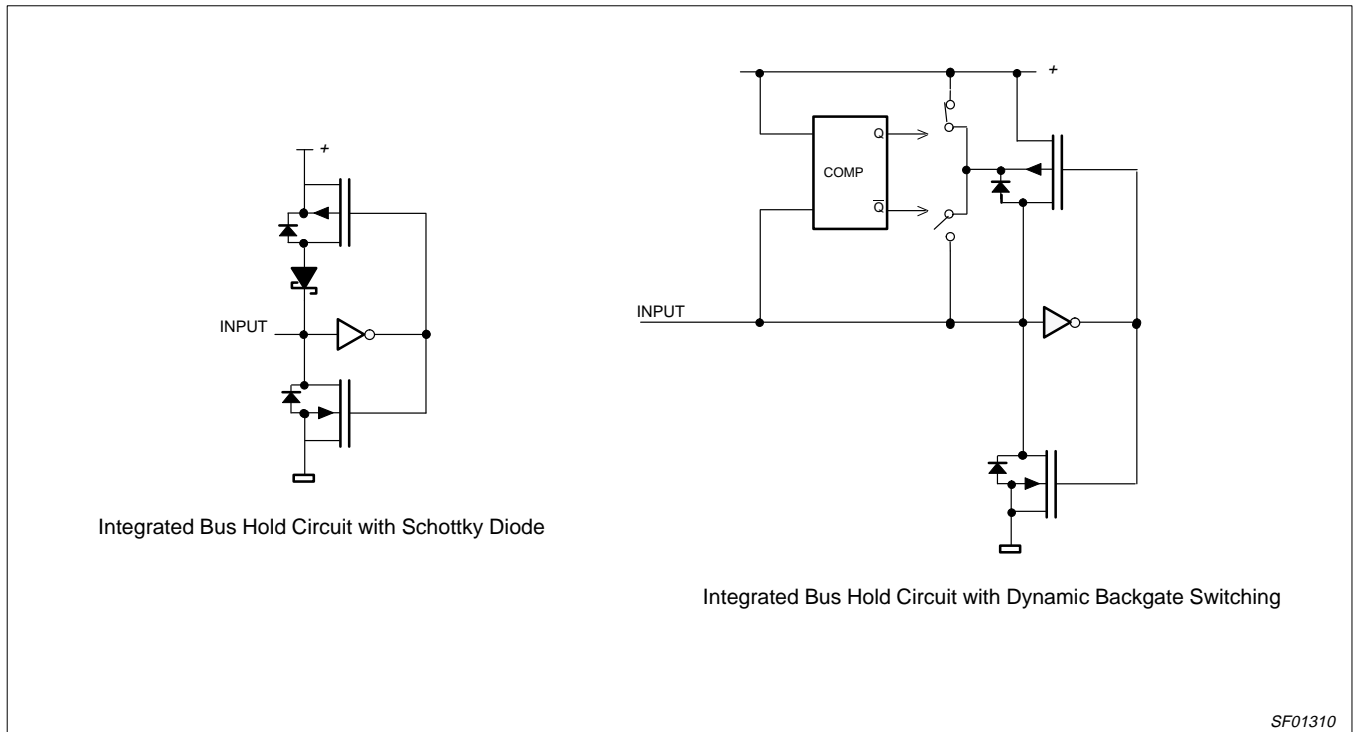 +
INPUT
Integrated Bus Hold Circuit with Schottky Diode
+
Q
COMP
Q̅
INPUT
Integrated Bus Hold Circuit with Dynamic Backgate Switching
SF01310